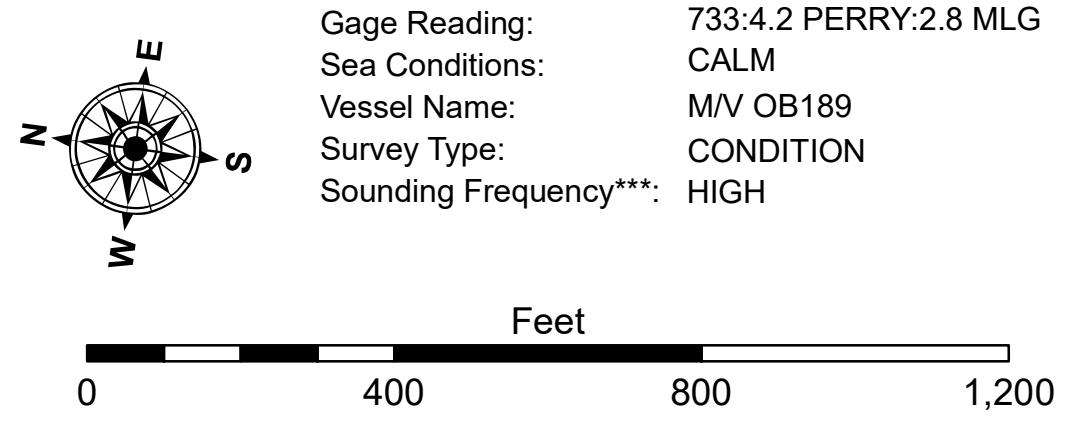 E
N
S
W
Gage Reading: 733:4.2 PERRY:2.8 MLG
Sea Conditions: CALM
Vessel Name: M/V OB189
Survey Type: CONDITION
Sounding Frequency***: HIGH
Feet
0 400 800 1,200